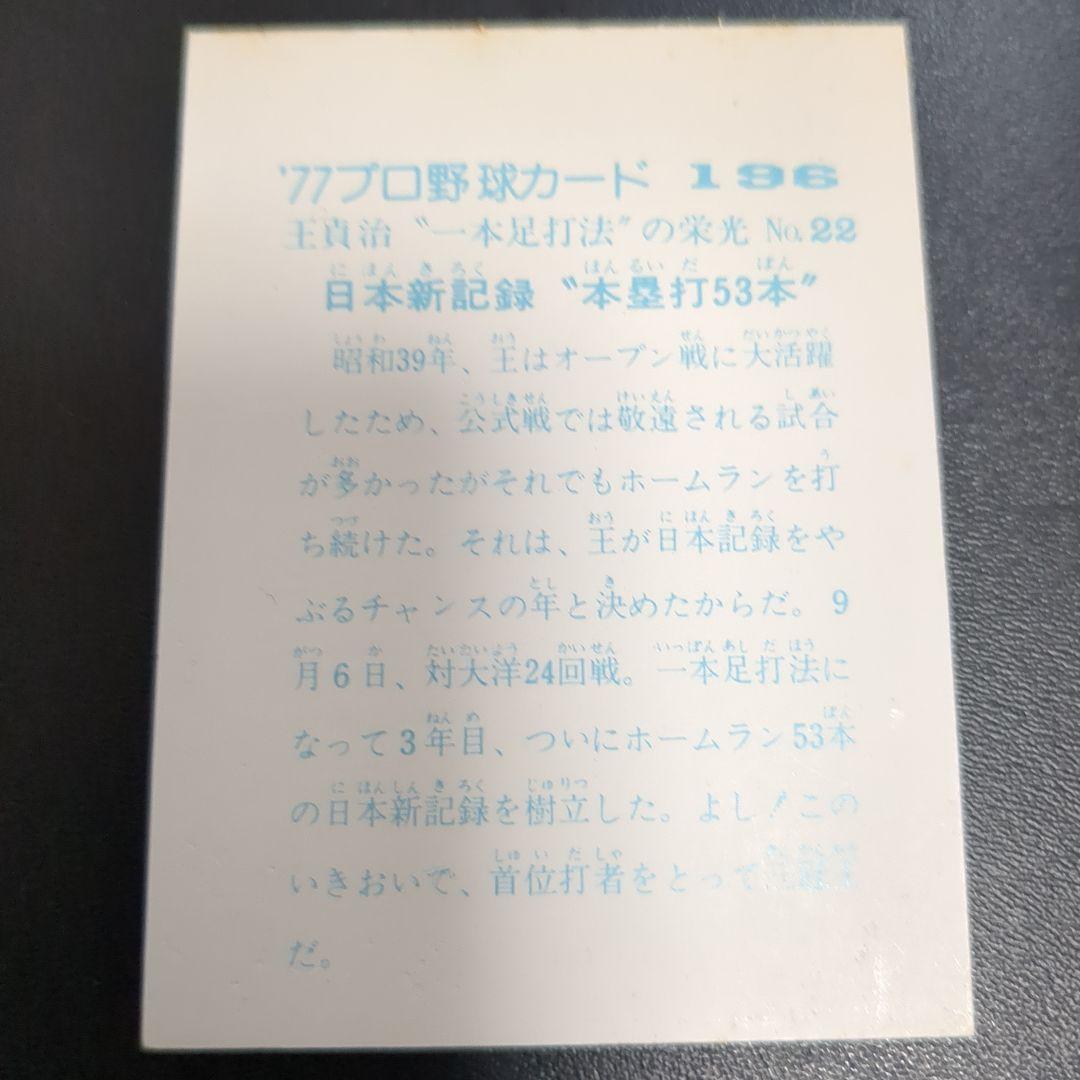 '77プロ野球カード 196
王貞治 “一本足打法”の栄光 No.22
日本新記録 “本塁打53本”
昭和39年、王はオープン戦に大活躍
したため、公式戦では敬遠される試合
が多かったがそれでもホームランを打
ち続けた。それは、王が日本記録をや
ぶるチャンスの年と決めたからだ。9
月6日、対大洋24回戦。一本足打法に
なって3年目、ついにホームラン53本
の日本新記録を樹立した。よし!この
いきおいで、首位打者をとって
だ。